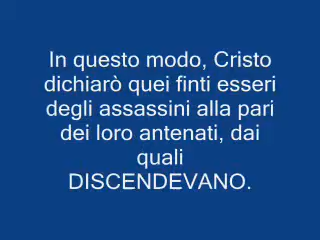 In questo modo, Cristo
dichiarò quei finti esseri
degli assassini alla pari
dei loro antenati, dai
quali
DISCENDEVANO.